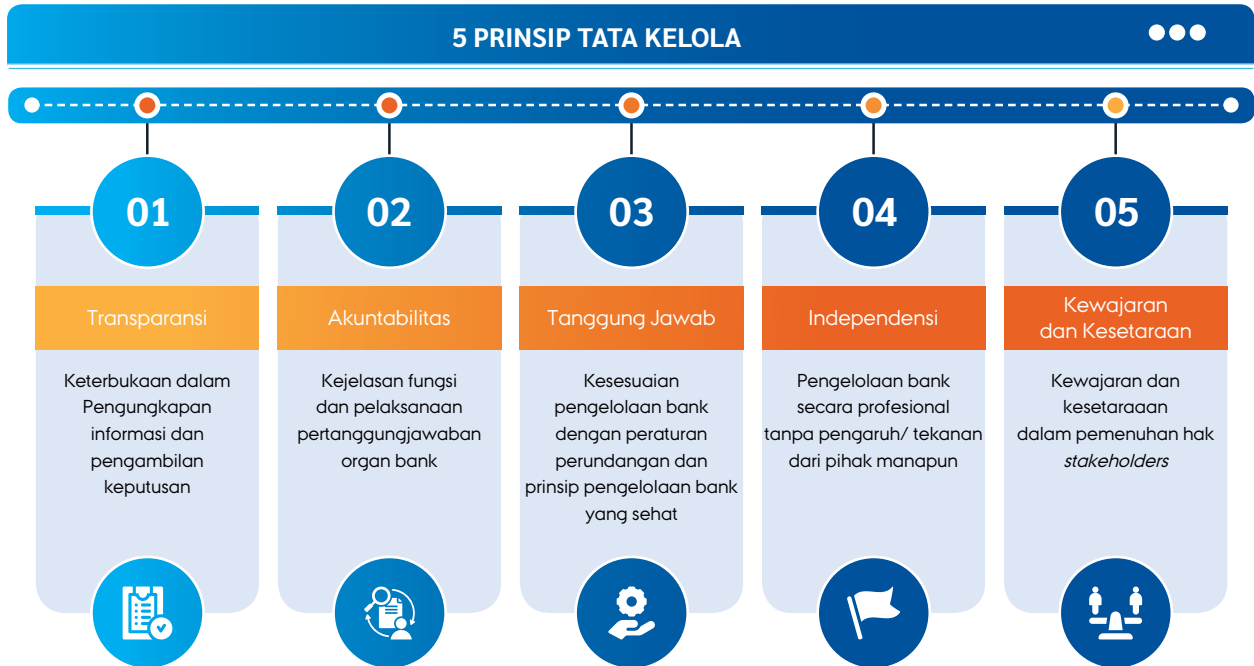 5 PRINSIP TATA KELOLA
01
Transparansi
Keterbukaan dalam
Pengungkapan
informasi dan
pengambilan
keputusan
02
Akuntabilitas
Kejelasan fungsi
dan pelaksanaan
pertanggungjawaban
organ bank
03
Tanggung Jawab
Kesesuaian
pengelolaan bank
dengan peraturan
perundangan dan
prinsip pengelolaan bank
yang sehat
04
Independensi
Pengelolaan bank
secara profesional
tanpa pengaruh/ tekanan
dari pihak manapun
05
Kewajaran
dan Kesetaraan
Kewajaran dan
kesetaraaan
dalam pemenuhan hak
stakeholders